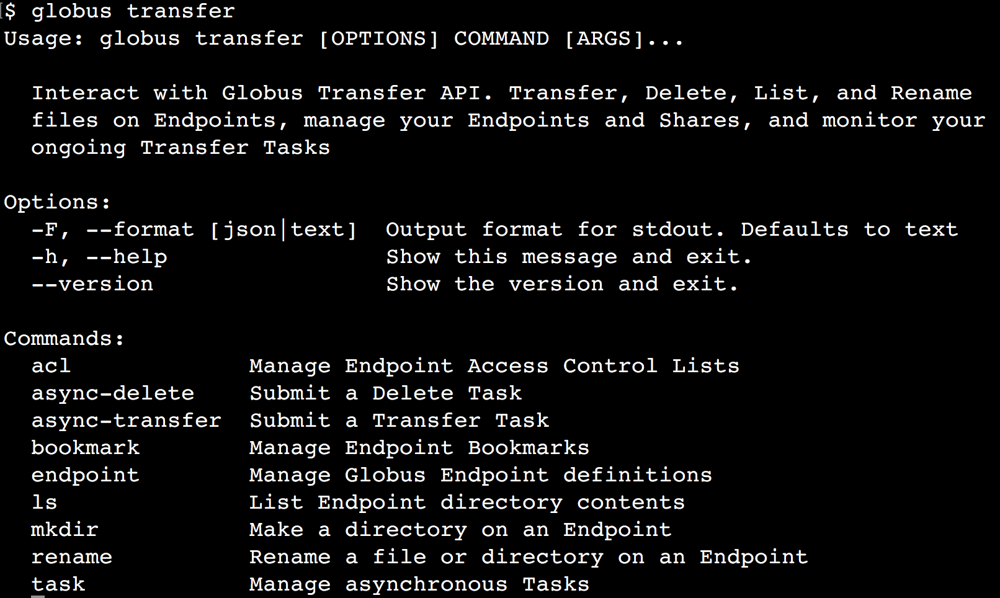 $ globus transfer
Usage: globus transfer [OPTIONS] COMMAND [ARGS]...
Interact with Globus Transfer API. Transfer, Delete, List, and Rename
files on Endpoints, manage your Endpoints and Shares, and monitor your
ongoing Transfer Tasks
Options:
-F, --format [json|text]  Output format for stdout. Defaults to text
-h, --help                Show this message and exit.
--version                 Show the version and exit.
Commands:
acl             Manage Endpoint Access Control Lists
async-delete    Submit a Delete Task
async-transfer  Submit a Transfer Task
bookmark        Manage Endpoint Bookmarks
endpoint        Manage Globus Endpoint definitions
ls              List Endpoint directory contents
mkdir           Make a directory on an Endpoint
rename          Rename a file or directory on an Endpoint
task            Manage asynchronous Tasks